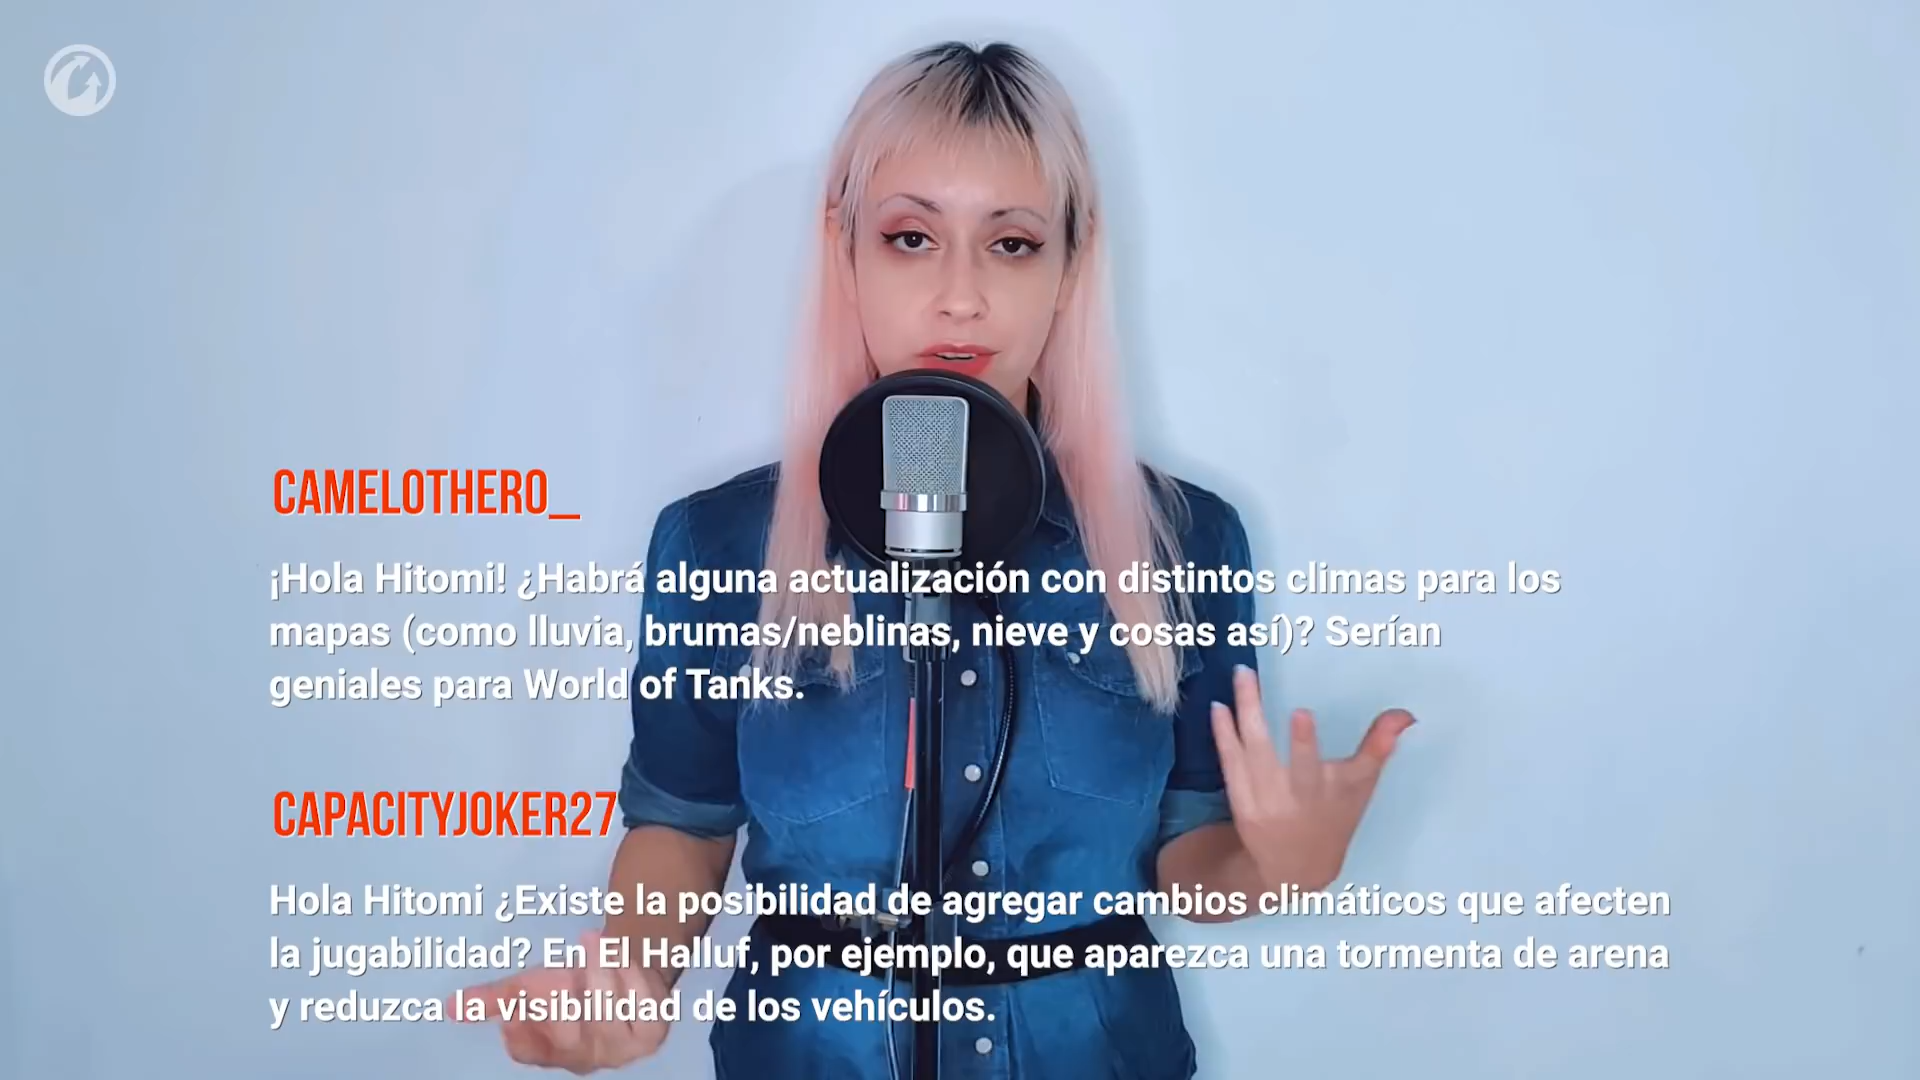 CAMELOTHERO_
¡Hola Hitomi! ¿Habrá alguna actualización con distintos climas para los
mapas (como lluvia, brumas/neblinas, nieve y cosas así)? Serían
geniales para World of Tanks.
CAPACITYJOKER27
Hola Hitomi ¿Existe la posibilidad de agregar cambios climáticos que afecten
la jugabilidad? En El Halluf, por ejemplo, que aparezca una tormenta de arena
y reduzca la visibilidad de los vehículos.